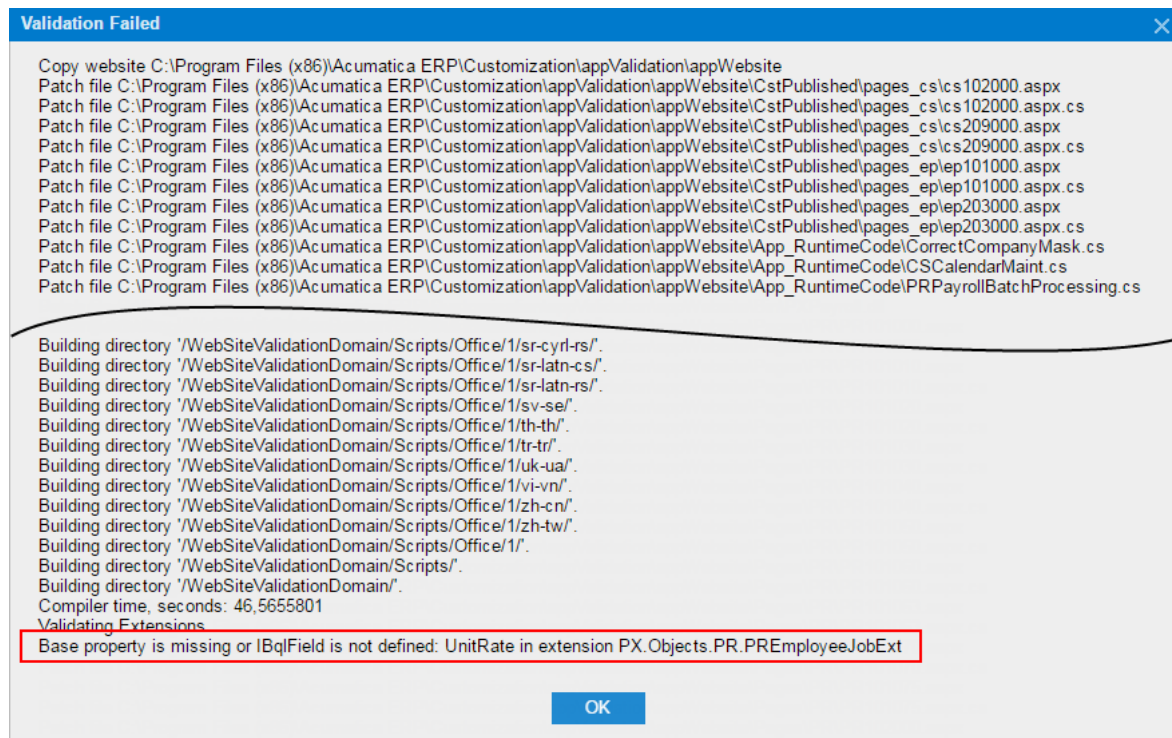 Validation Failed
Copy website C:\Program Files (x86)\Acumatica ERP\Customization\appValidation\appWebsite
Patch file C:\Program Files (x86)\Acumatica ERP\Customization\appValidation\appWebsite\CstPublished\pages_cs\cs102000.aspx
Patch file C:\Program Files (x86)\Acumatica ERP\Customization\appValidation\appWebsite\CstPublished\pages_cs\cs102000.aspx.cs
Patch file C:\Program Files (x86)\Acumatica ERP\Customization\appValidation\appWebsite\CstPublished\pages_cs\cs209000.aspx
Patch file C:\Program Files (x86)\Acumatica ERP\Customization\appValidation\appWebsite\CstPublished\pages_cs\cs209000.aspx.cs
Patch file C:\Program Files (x86)\Acumatica ERP\Customization\appValidation\appWebsite\CstPublished\pages_ep\ep101000.aspx
Patch file C:\Program Files (x86)\Acumatica ERP\Customization\appValidation\appWebsite\CstPublished\pages_ep\ep101000.aspx.cs
Patch file C:\Program Files (x86)\Acumatica ERP\Customization\appValidation\appWebsite\CstPublished\pages_ep\ep203000.aspx
Patch file C:\Program Files (x86)\Acumatica ERP\Customization\appValidation\appWebsite\CstPublished\pages_ep\ep203000.aspx.cs
Patch file C:\Program Files (x86)\Acumatica ERP\Customization\appValidation\appWebsite\App_RuntimeCode\CorrectCompanyMask.cs
Patch file C:\Program Files (x86)\Acumatica ERP\Customization\appValidation\appWebsite\App_RuntimeCode\CSCalendarMaint.cs
Patch file C:\Program Files (x86)\Acumatica ERP\Customization\appValidation\appWebsite\App_RuntimeCode\PRPayrollBatchProcessing.cs
Building directory '/WebSiteValidationDomain/Scripts/Office/1/sr-cyrl-rs/'.
Building directory '/WebSiteValidationDomain/Scripts/Office/1/sr-latn-cs/'.
Building directory '/WebSiteValidationDomain/Scripts/Office/1/sr-latn-rs/'.
Building directory '/WebSiteValidationDomain/Scripts/Office/1/sv-se/'.
Building directory '/WebSiteValidationDomain/Scripts/Office/1/th-th/'.
Building directory '/WebSiteValidationDomain/Scripts/Office/1/tr-tr/'.
Building directory '/WebSiteValidationDomain/Scripts/Office/1/uk-ua/'.
Building directory '/WebSiteValidationDomain/Scripts/Office/1/vi-vn/'.
Building directory '/WebSiteValidationDomain/Scripts/Office/1/zh-cn/'.
Building directory '/WebSiteValidationDomain/Scripts/Office/1/zh-tw/'.
Building directory '/WebSiteValidationDomain/Scripts/Office/1/'.
Building directory '/WebSiteValidationDomain/Scripts/'.
Building directory '/WebSiteValidationDomain/'.
Compiler time, seconds: 46,5655801
Validating Extensions
Base property is missing or IBqlField is not defined: UnitRate in extension PX.Objects.PR.PREmployeeJobExt
OK